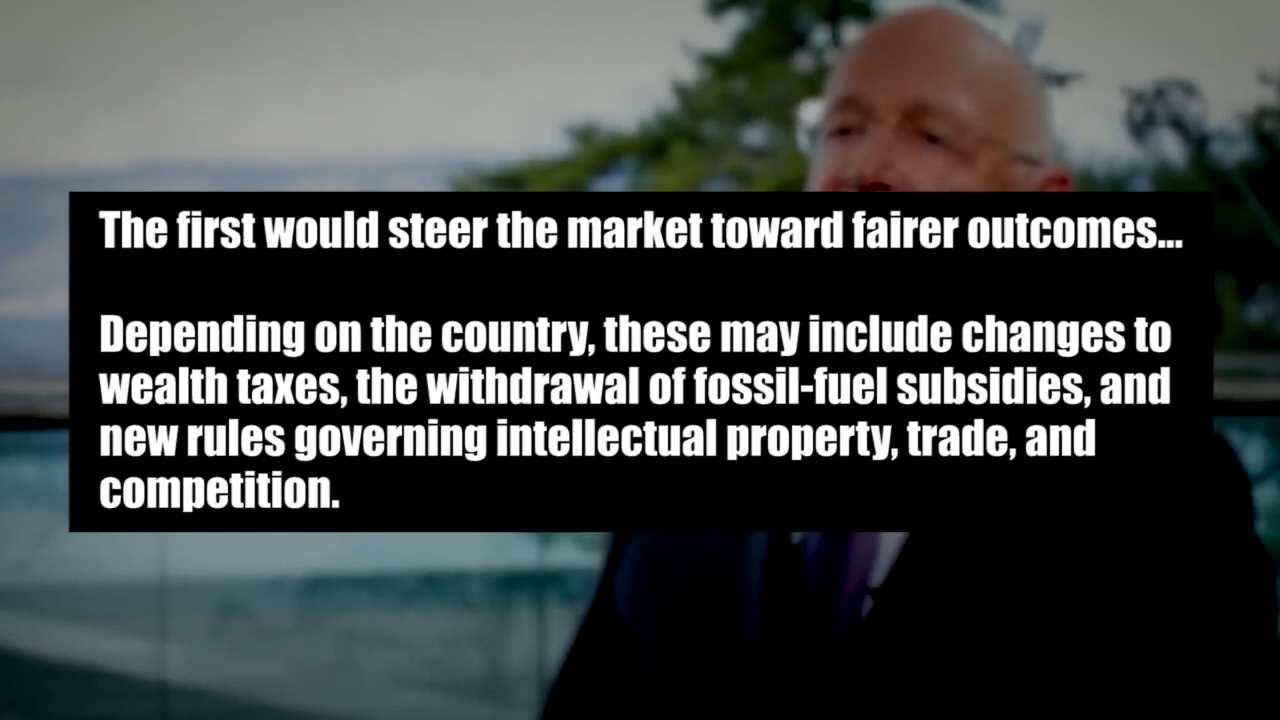 The first would steer the market toward fairer outcomes...
Depending on the country, these may include changes to
wealth taxes, the withdrawal of fossil-fuel subsidies, and
new rules governing intellectual property, trade, and
competition.